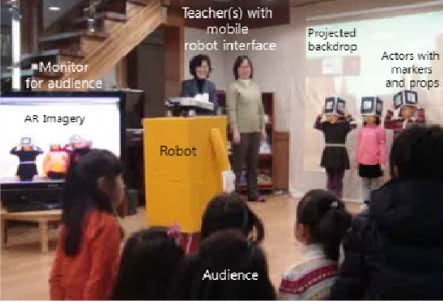 Teacher(s) with
mobile
robot interface
Projected
backdrop
Actors with
markers
and props
Monitor
for audience
AR Imagery
Robot
Audience